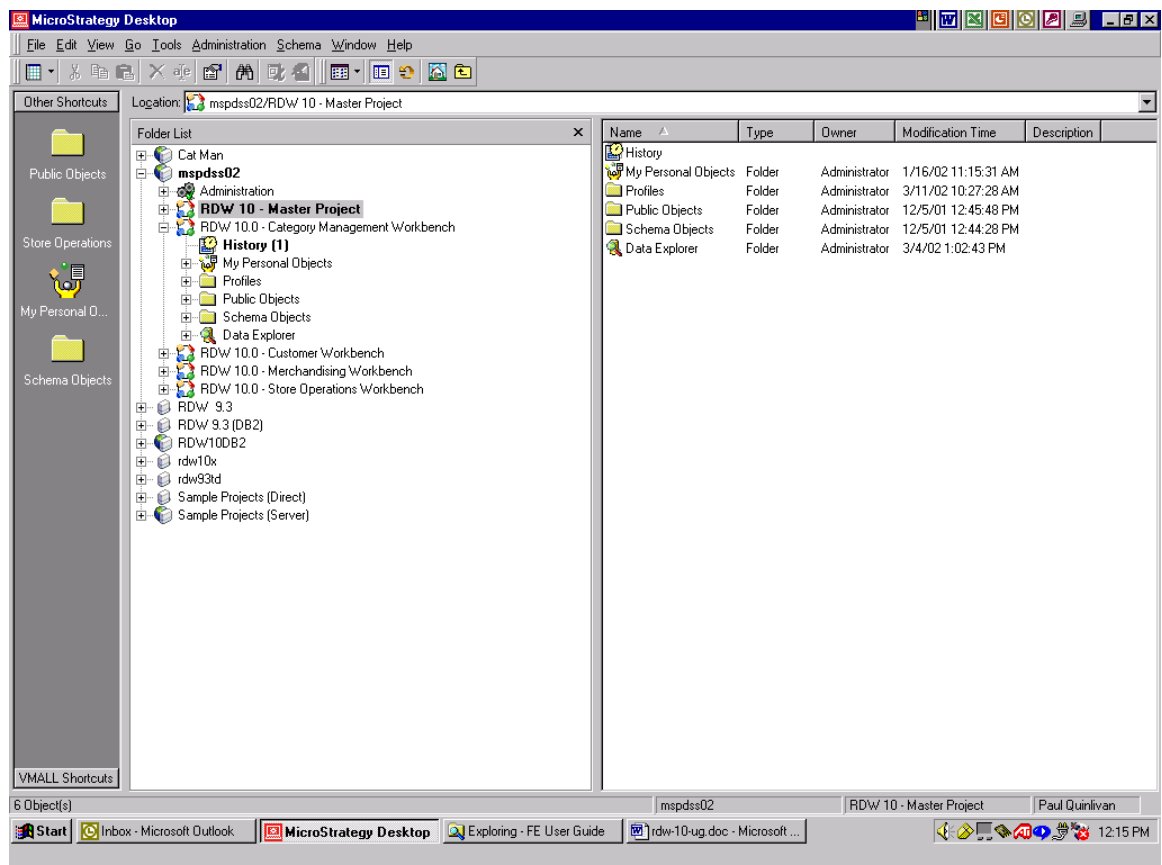 MicroStrategy Desktop
File Edit View Go Tools Administration Schema Window Help
Other Shortcuts
Location: mspdss02/RDW 10 - Master Project
Public Objects
Store Operations
My Personal O...
Schema Objects
VMALL Shortcuts
Folder List
Cat Man
mspdss02
Administration
RDW 10 - Master Project
RDW 10.0 - Category Management Workbench
History (1)
My Personal Objects
Profiles
Public Objects
Schema Objects
Data Explorer
RDW 10.0 - Customer Workbench
RDW 10.0 - Merchandising Workbench
RDW 10.0 - Store Operations Workbench
RDW 9.3
RDW 9.3 (DB2)
RDW10DB2
rdw10x
rdw93td
Sample Projects (Direct)
Sample Projects (Server)
Name Type Owner Modification Time Description
History
My Personal Objects Folder Administrator 1/16/02 11:15:31 AM
Profiles Folder Administrator 3/11/02 10:27:28 AM
Public Objects Folder Administrator 12/5/01 12:45:48 PM
Schema Objects Folder Administrator 12/5/01 12:44:28 PM
Data Explorer Folder Administrator 3/4/02 1:02:43 PM
6 Object(s) mspdss02 RDW 10 - Master Project Paul Quinlivan
Start Inbox - Microsoft Outlook MicroStrategy Desktop Exploring - FE User Guide rdw-10-ug.doc - Microsoft ... 12:15 PM